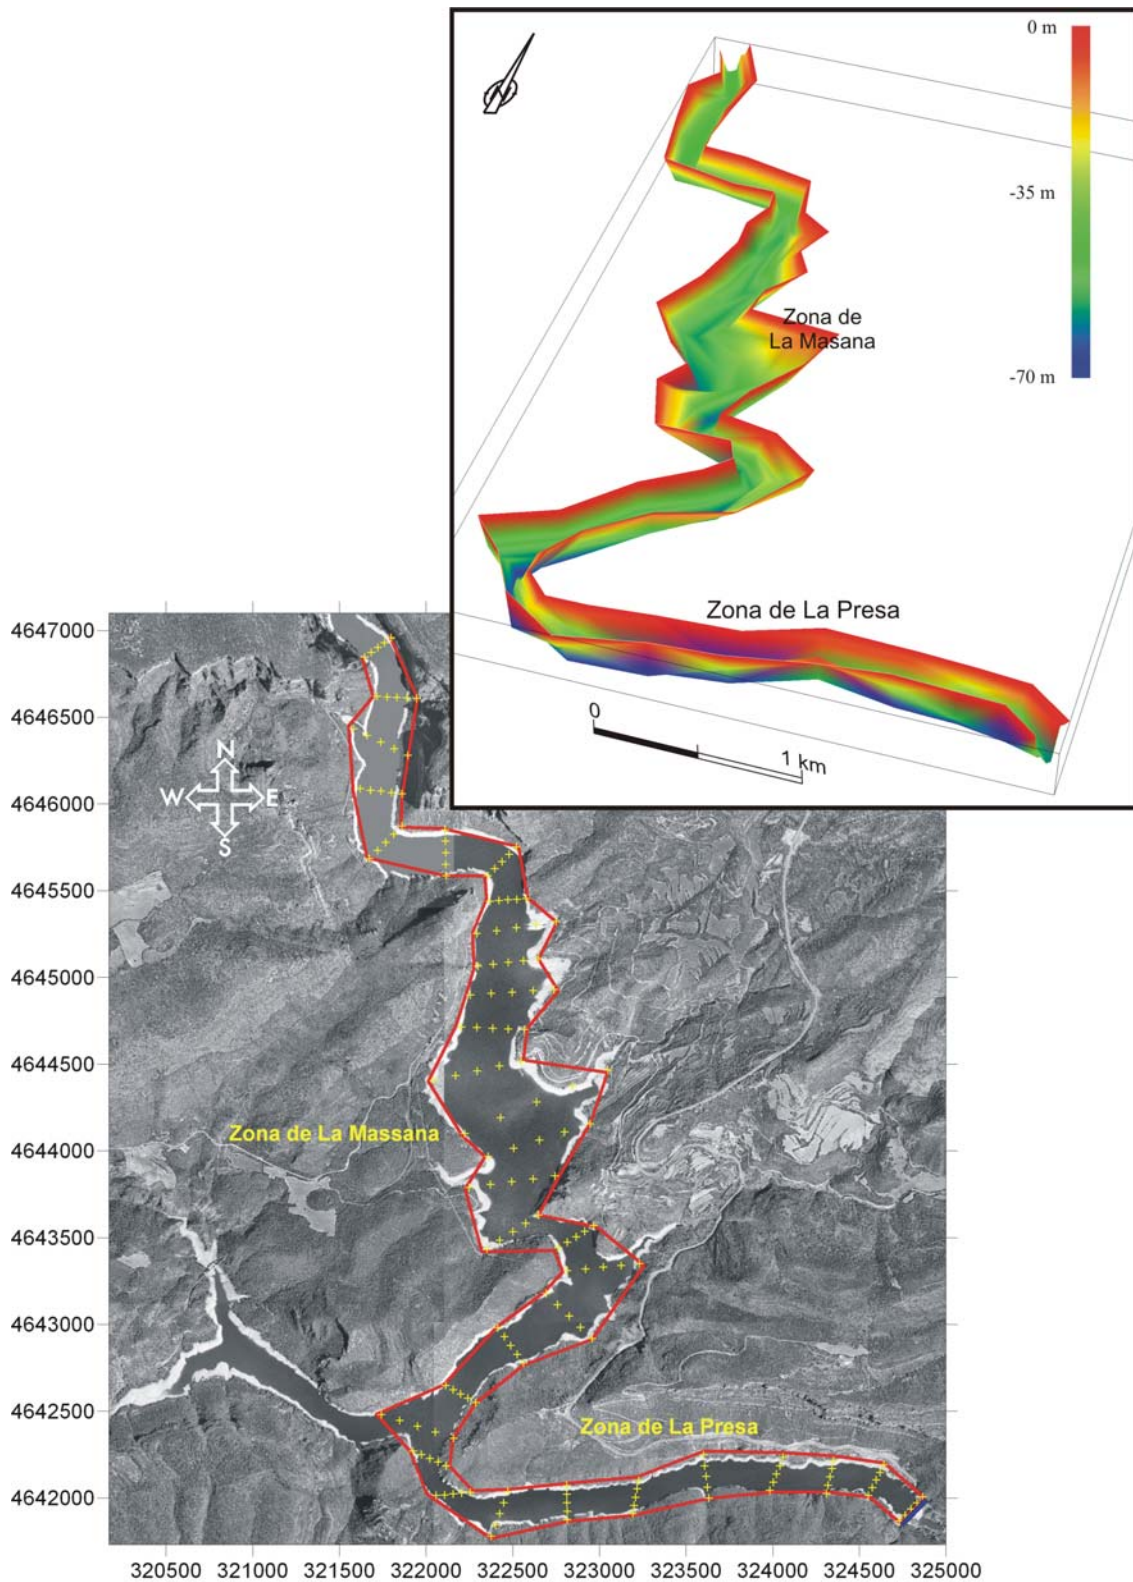 0 m
N
-35 m
Zona de
La Masana
-70 m
Zona de La Presa
0
1 km
4647000
4646500
4646000
4645500
4645000
4644500
4644000
4643500
4643000
4642500
4642000
N
W E
S
Zona de La Massana
Zona de La Presa
320500 321000 321500 322000 322500 323000 323500 324000 324500 325000